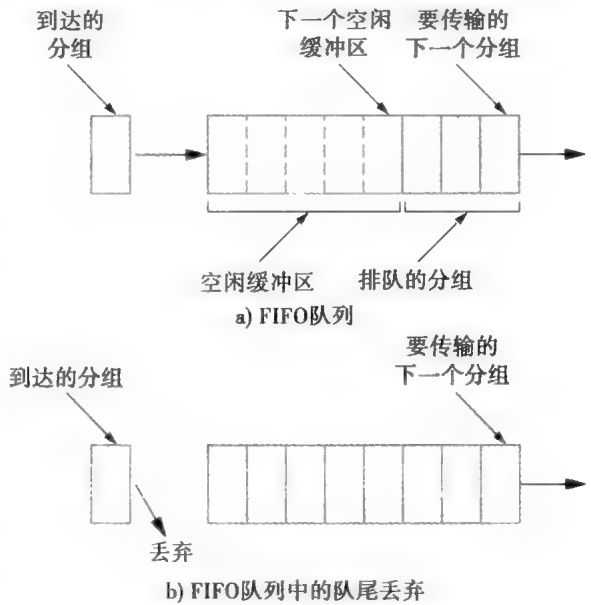 到达的
分组
下一个空闲
缓冲区
要传输的
下一个分组
空闲缓冲区
排队的分组
a) FIFO队列
到达的分组
要传输的
下一个分组
丢弃
b) FIFO队列中的队尾丢弃